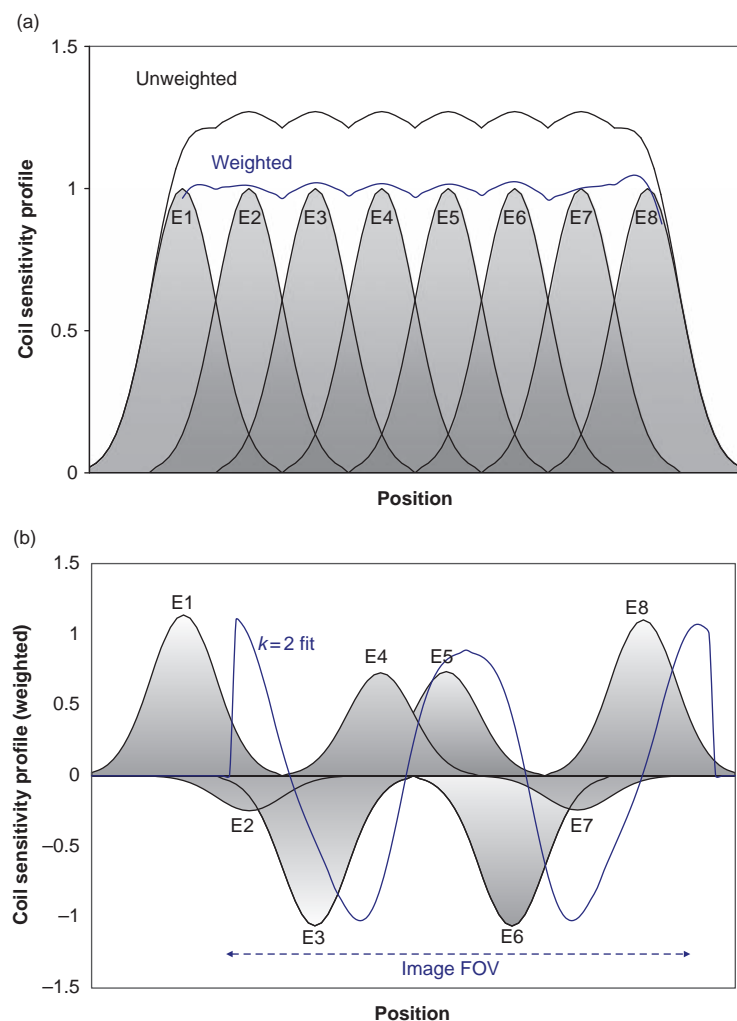 (a)
1.5
Unweighted
Weighted
1
E1 E2 E3 E4 E5 E6 E7 E8
0.5
0
Coil sensitivity profile
Position
(b)
1.5
E1
E8
1
k=2 fit
E4 E5
0.5
0
E2
E7
–0.5
–1
E3
E6
Image FOV
–1.5
Coil sensitivity profile (weighted)
Position